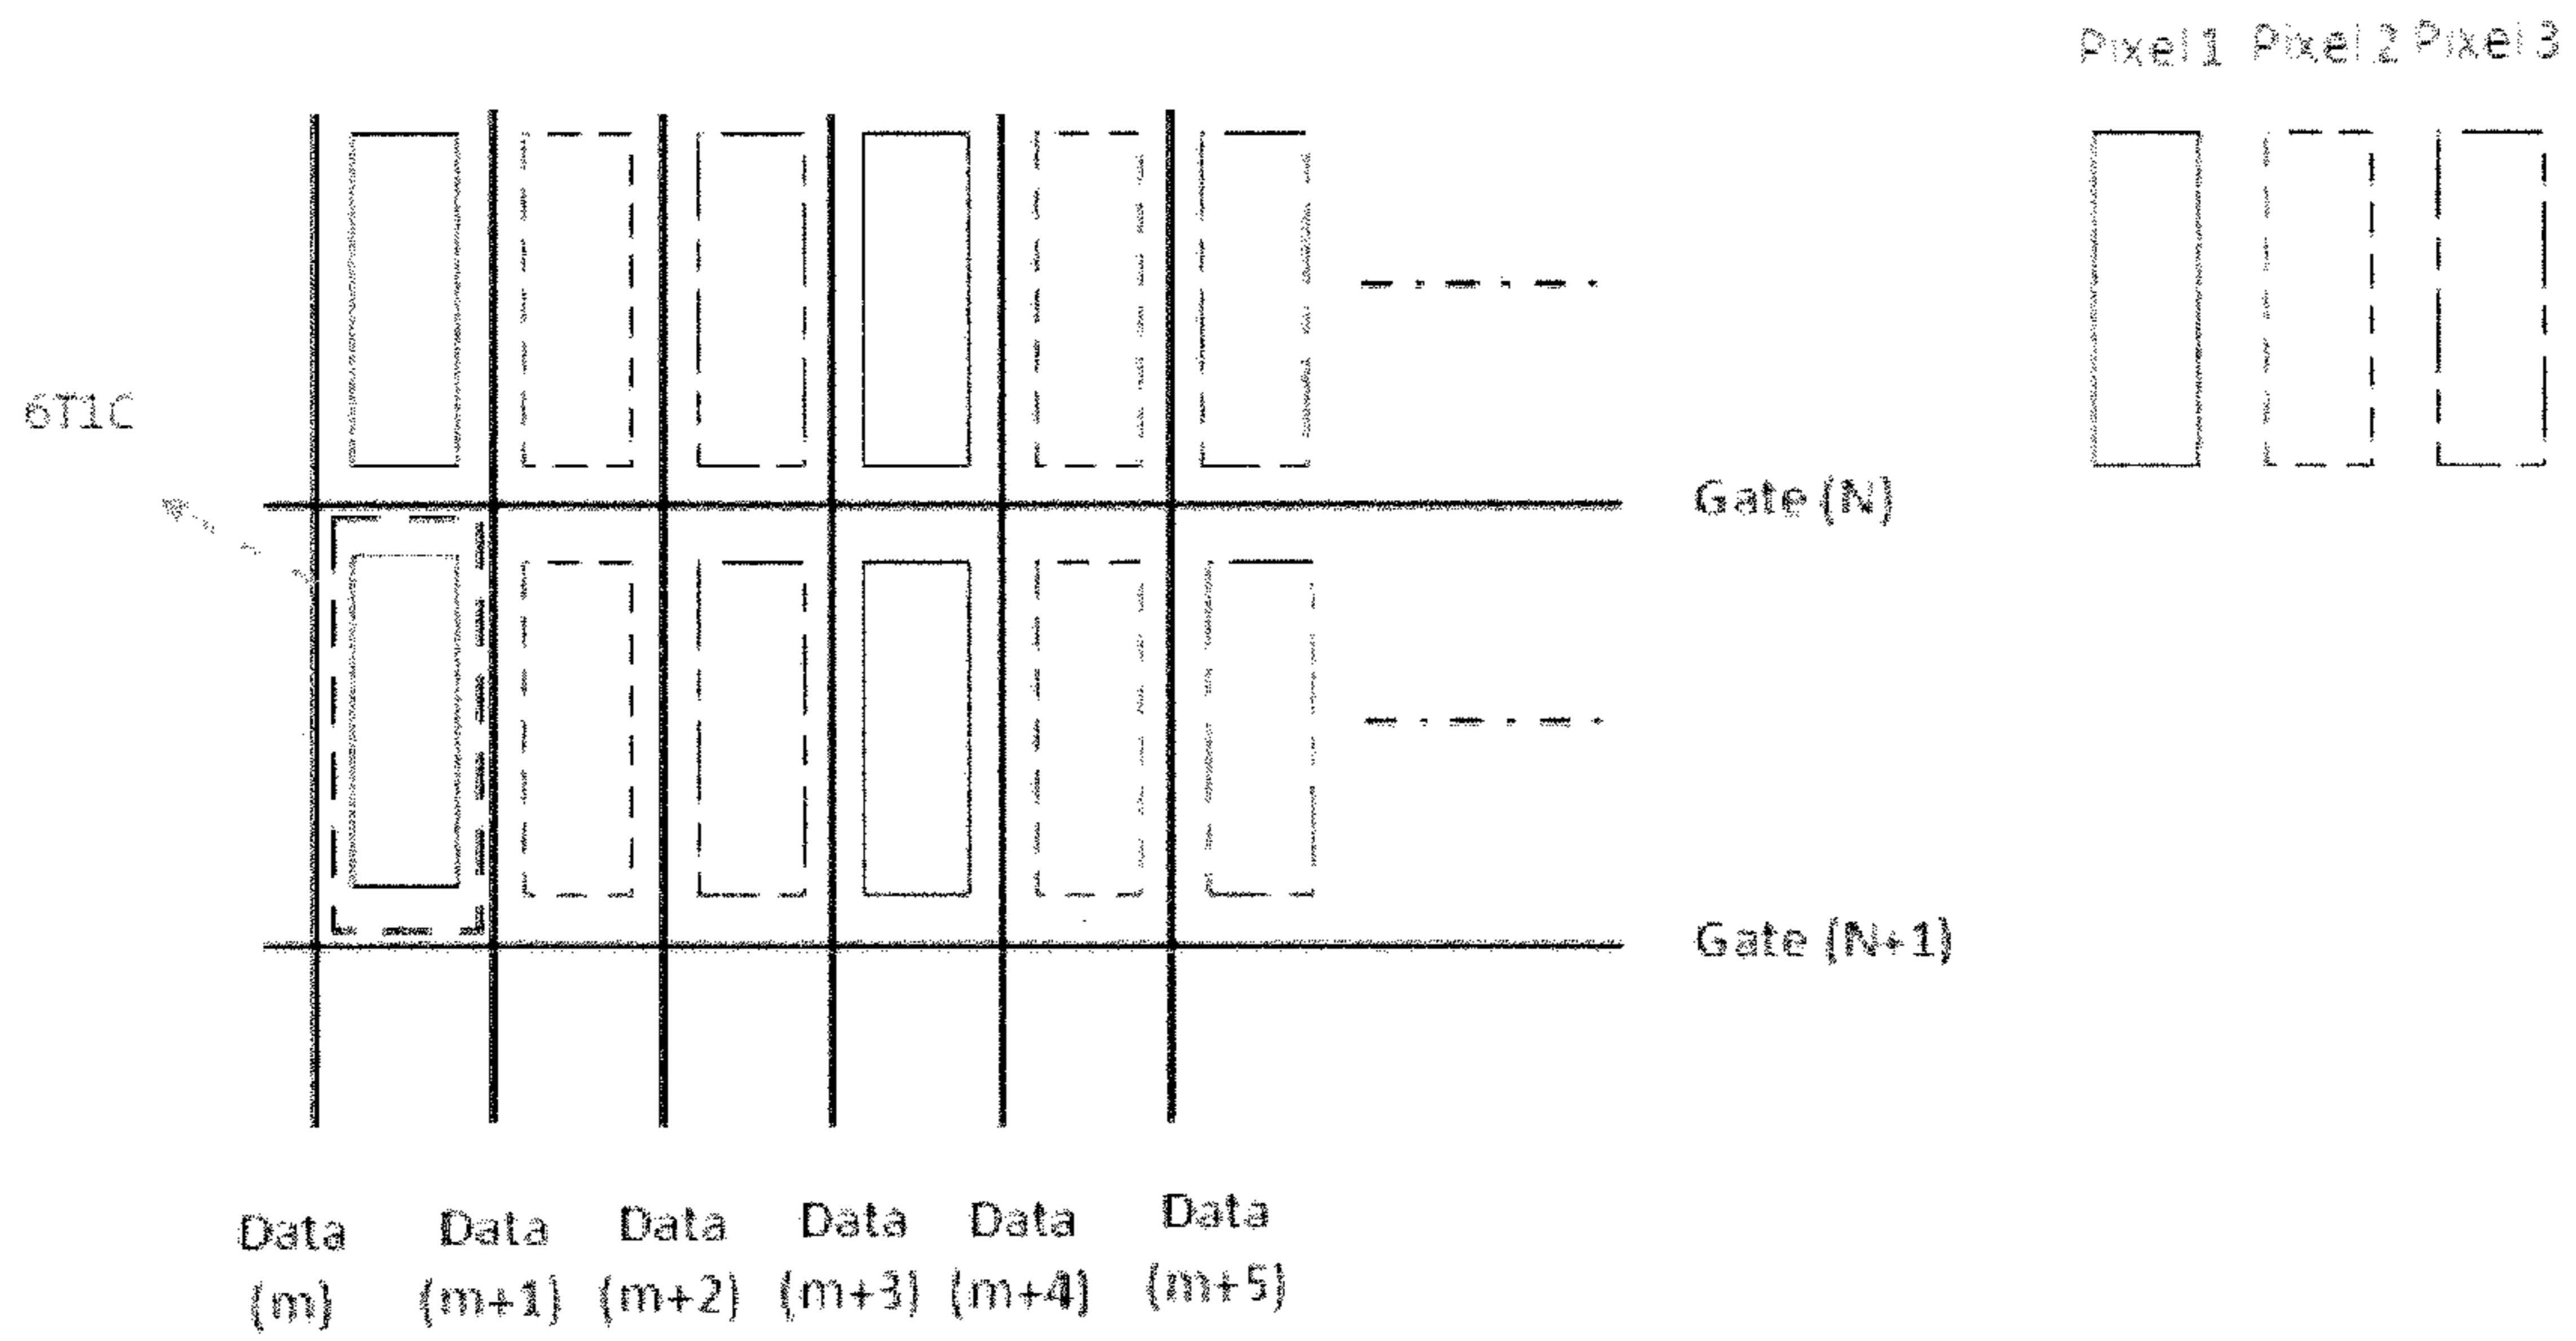 Pixel 1 Pixel 2 Pixel 3
6T1C
Gate (N)
Gate (N+1)
Data (m)
Data (m+1)
Data (m+2)
Data (m+3)
Data (m+4)
Data (m+5)